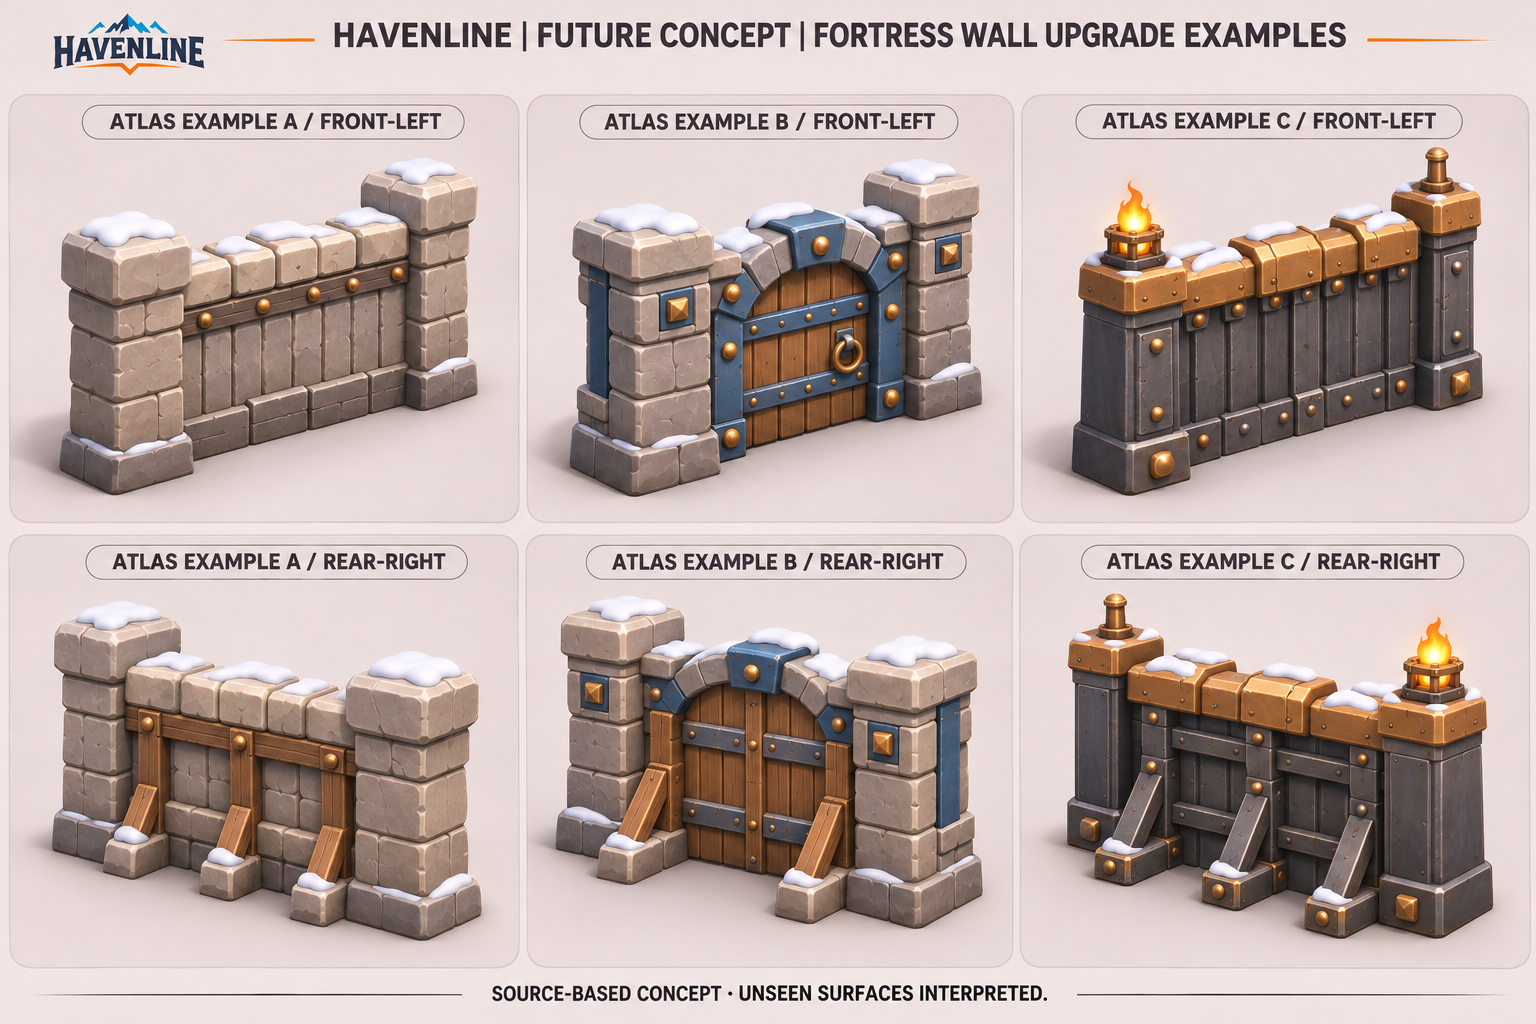 HAVENLINE
HAVENLINE | FUTURE CONCEPT | FORTRESS WALL UPGRADE EXAMPLES
ATLAS EXAMPLE A / FRONT-LEFT
ATLAS EXAMPLE B / FRONT-LEFT
ATLAS EXAMPLE C / FRONT-LEFT
ATLAS EXAMPLE A / REAR-RIGHT
ATLAS EXAMPLE B / REAR-RIGHT
ATLAS EXAMPLE C / REAR-RIGHT
SOURCE-BASED CONCEPT · UNSEEN SURFACES INTERPRETED.